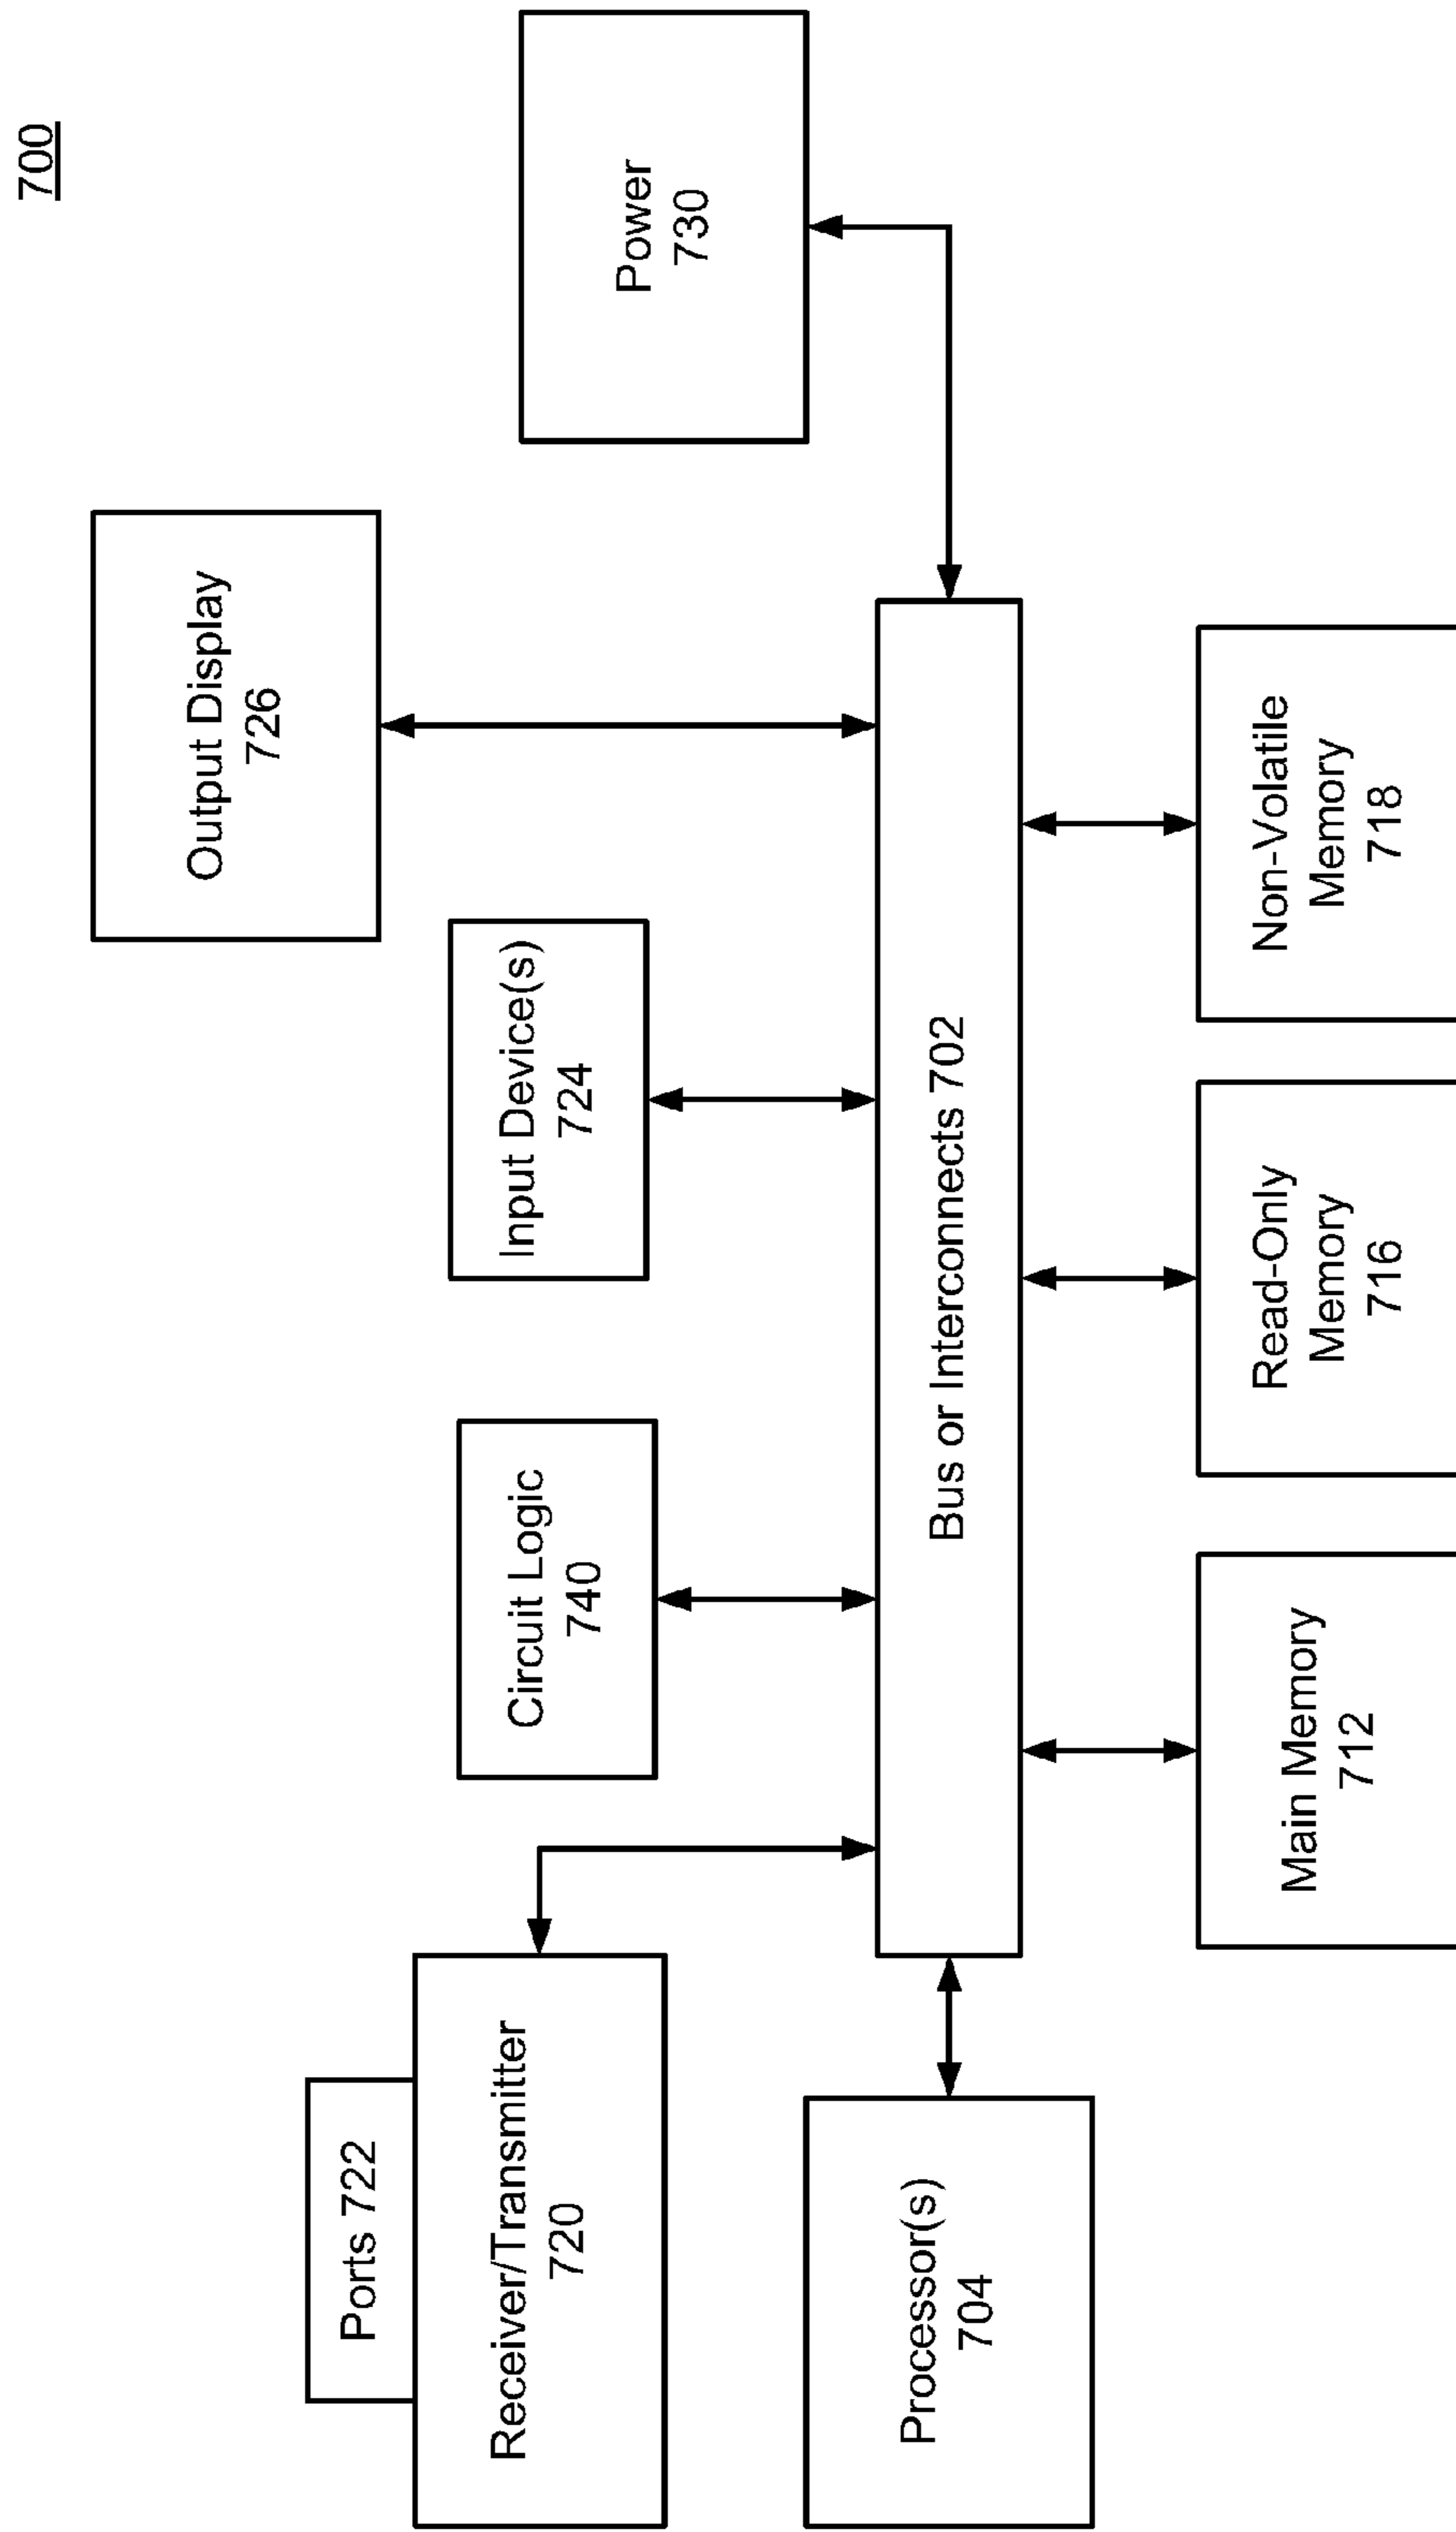 700
Ports 722
Receiver/Transmitter
720
Circuit Logic
740
Input Device(s)
724
Output Display
726
Power
730
Processor(s)
704
Bus or Interconnects 702
Main Memory
712
Read-Only
Memory
716
Non-Volatile
Memory
718